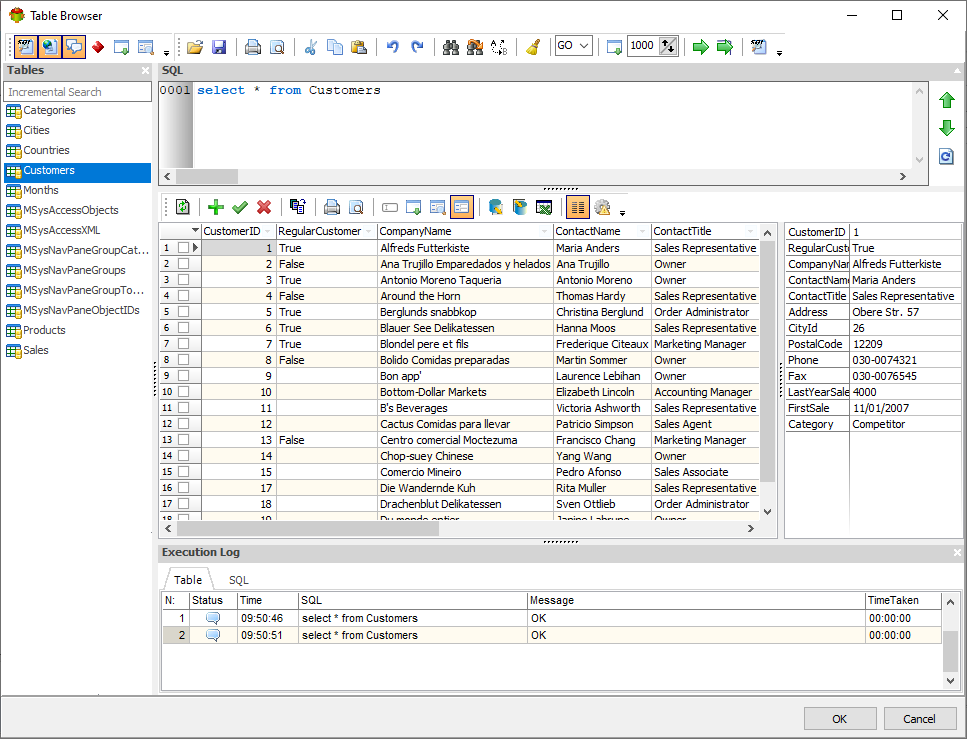 Table Browser
GO 1000
Tables
Incremental Search
Categories
Cities
Countries
Customers
Months
MSysAccessObjects
MSysAccessXML
MSysNavPaneGroupCat...
MSysNavPaneGroups
MSysNavPaneGroupTo...
MSysNavPaneObjectIDs
Products
Sales
SQL
0001 select * from Customers
CustomerID RegularCustomer CompanyName ContactName ContactTitle
1 1 True Alfreds Futterkiste Maria Anders Sales Representative
2 2 False Ana Trujillo Emparedados y helados Ana Trujillo Owner
3 3 True Antonio Moreno Taqueria Antonio Moreno Owner
4 4 False Around the Horn Thomas Hardy Sales Representative
5 5 True Berglunds snabbkop Christina Berglund Order Administrator
6 6 True Blauer See Delikatessen Hanna Moos Sales Representative
7 7 True Blondel pere et fils Frederique Citeaux Marketing Manager
8 8 False Bolido Comidas preparadas Martin Sommer Owner
9 9 Bon app' Laurence Lebihan Owner
10 10 Bottom-Dollar Markets Elizabeth Lincoln Accounting Manager
11 11 B's Beverages Victoria Ashworth Sales Representative
12 12 Cactus Comidas para llevar Patricio Simpson Sales Agent
13 13 False Centro comercial Moctezuma Francisco Chang Marketing Manager
14 14 Chop-suey Chinese Yang Wang Owner
15 15 Comercio Mineiro Pedro Afonso Sales Associate
16 17 Die Wandernde Kuh Rita Muller Sales Representative
17 18 Drachenblut Delikatessen Sven Ottlieb Order Administrator
18 19 Du monde entier Janine Labrune Owner
CustomerID 1
RegularCust True
CompanyNam Alfreds Futterkiste
ContactName Maria Anders
ContactTitle Sales Representative
Address Obere Str. 57
CityId 26
PostalCode 12209
Phone 030-0074321
Fax 030-0076545
LastYearSale 4000
FirstSale 11/01/2007
Category Competitor
Execution Log
Table SQL
N: Status Time SQL Message TimeTaken
1 09:50:46 select * from Customers OK 00:00:00
2 09:50:51 select * from Customers OK 00:00:00
OK Cancel